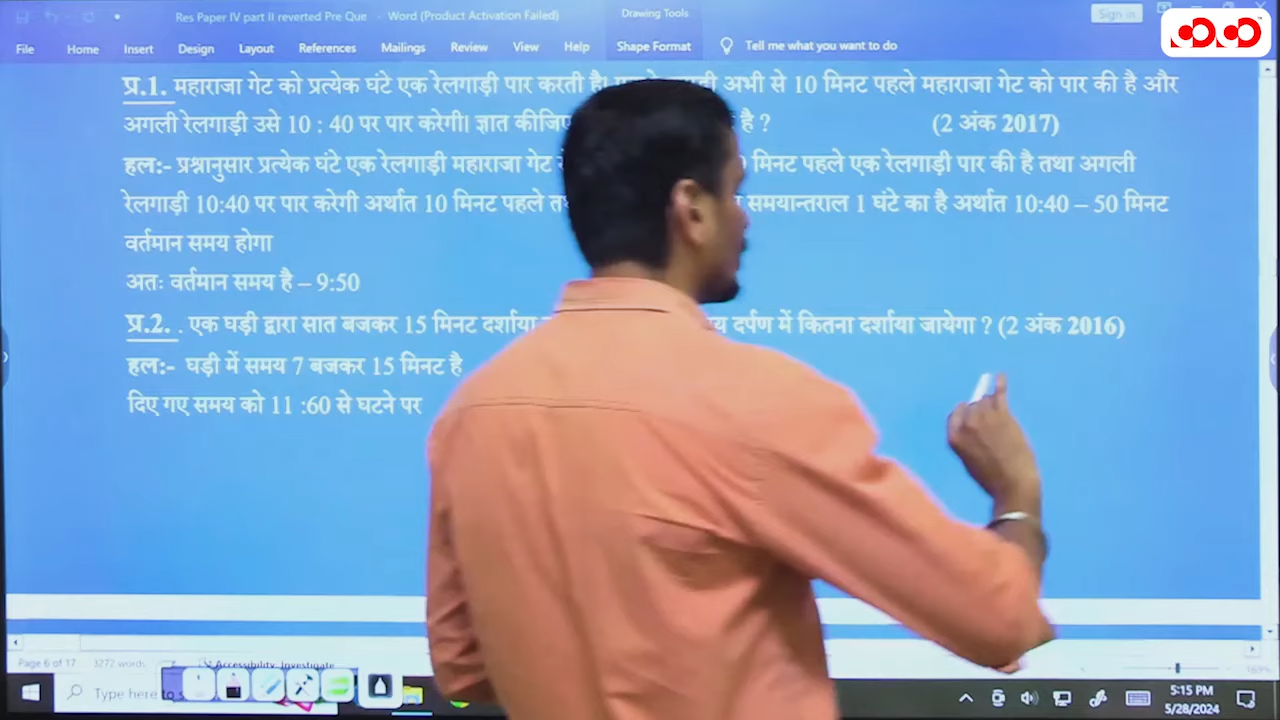 Res Paper IV part II reverted Pre Que - Word (Product Activation Failed)
Drawing Tools
Sign in
File Home Insert Design Layout References Mailings Review View Help Shape Format Tell me what you want to do
प्र.1. महाराजा गेट को प्रत्येक घंटे एक रेलगाड़ी पार करती है। अभी से 10 मिनट पहले महाराजा गेट को पार की है और
अगली रेलगाड़ी उसे 10 : 40 पर पार करेगी। ज्ञात कीजिए है ? (2 अंक 2017)
हल:- प्रश्नानुसार प्रत्येक घंटे एक रेलगाड़ी महाराजा गेट मिनट पहले एक रेलगाड़ी पार की है तथा अगली
रेलगाड़ी 10:40 पर पार करेगी अर्थात 10 मिनट पहले समयान्तराल 1 घंटे का है अर्थात 10:40 – 50 मिनट
वर्तमान समय होगा
अतः वर्तमान समय है – 9:50
प्र.2. . एक घड़ी द्वारा सात बजकर 15 मिनट दर्शाया दर्पण में कितना दर्शाया जायेगा ? (2 अंक 2016)
हल:- घड़ी में समय 7 बजकर 15 मिनट है
दिए गए समय को 11 :60 से घटने पर
Page 6 of 17 3272 words Accessibility: Investigate
Type here to
5:15 PM
5/28/2024